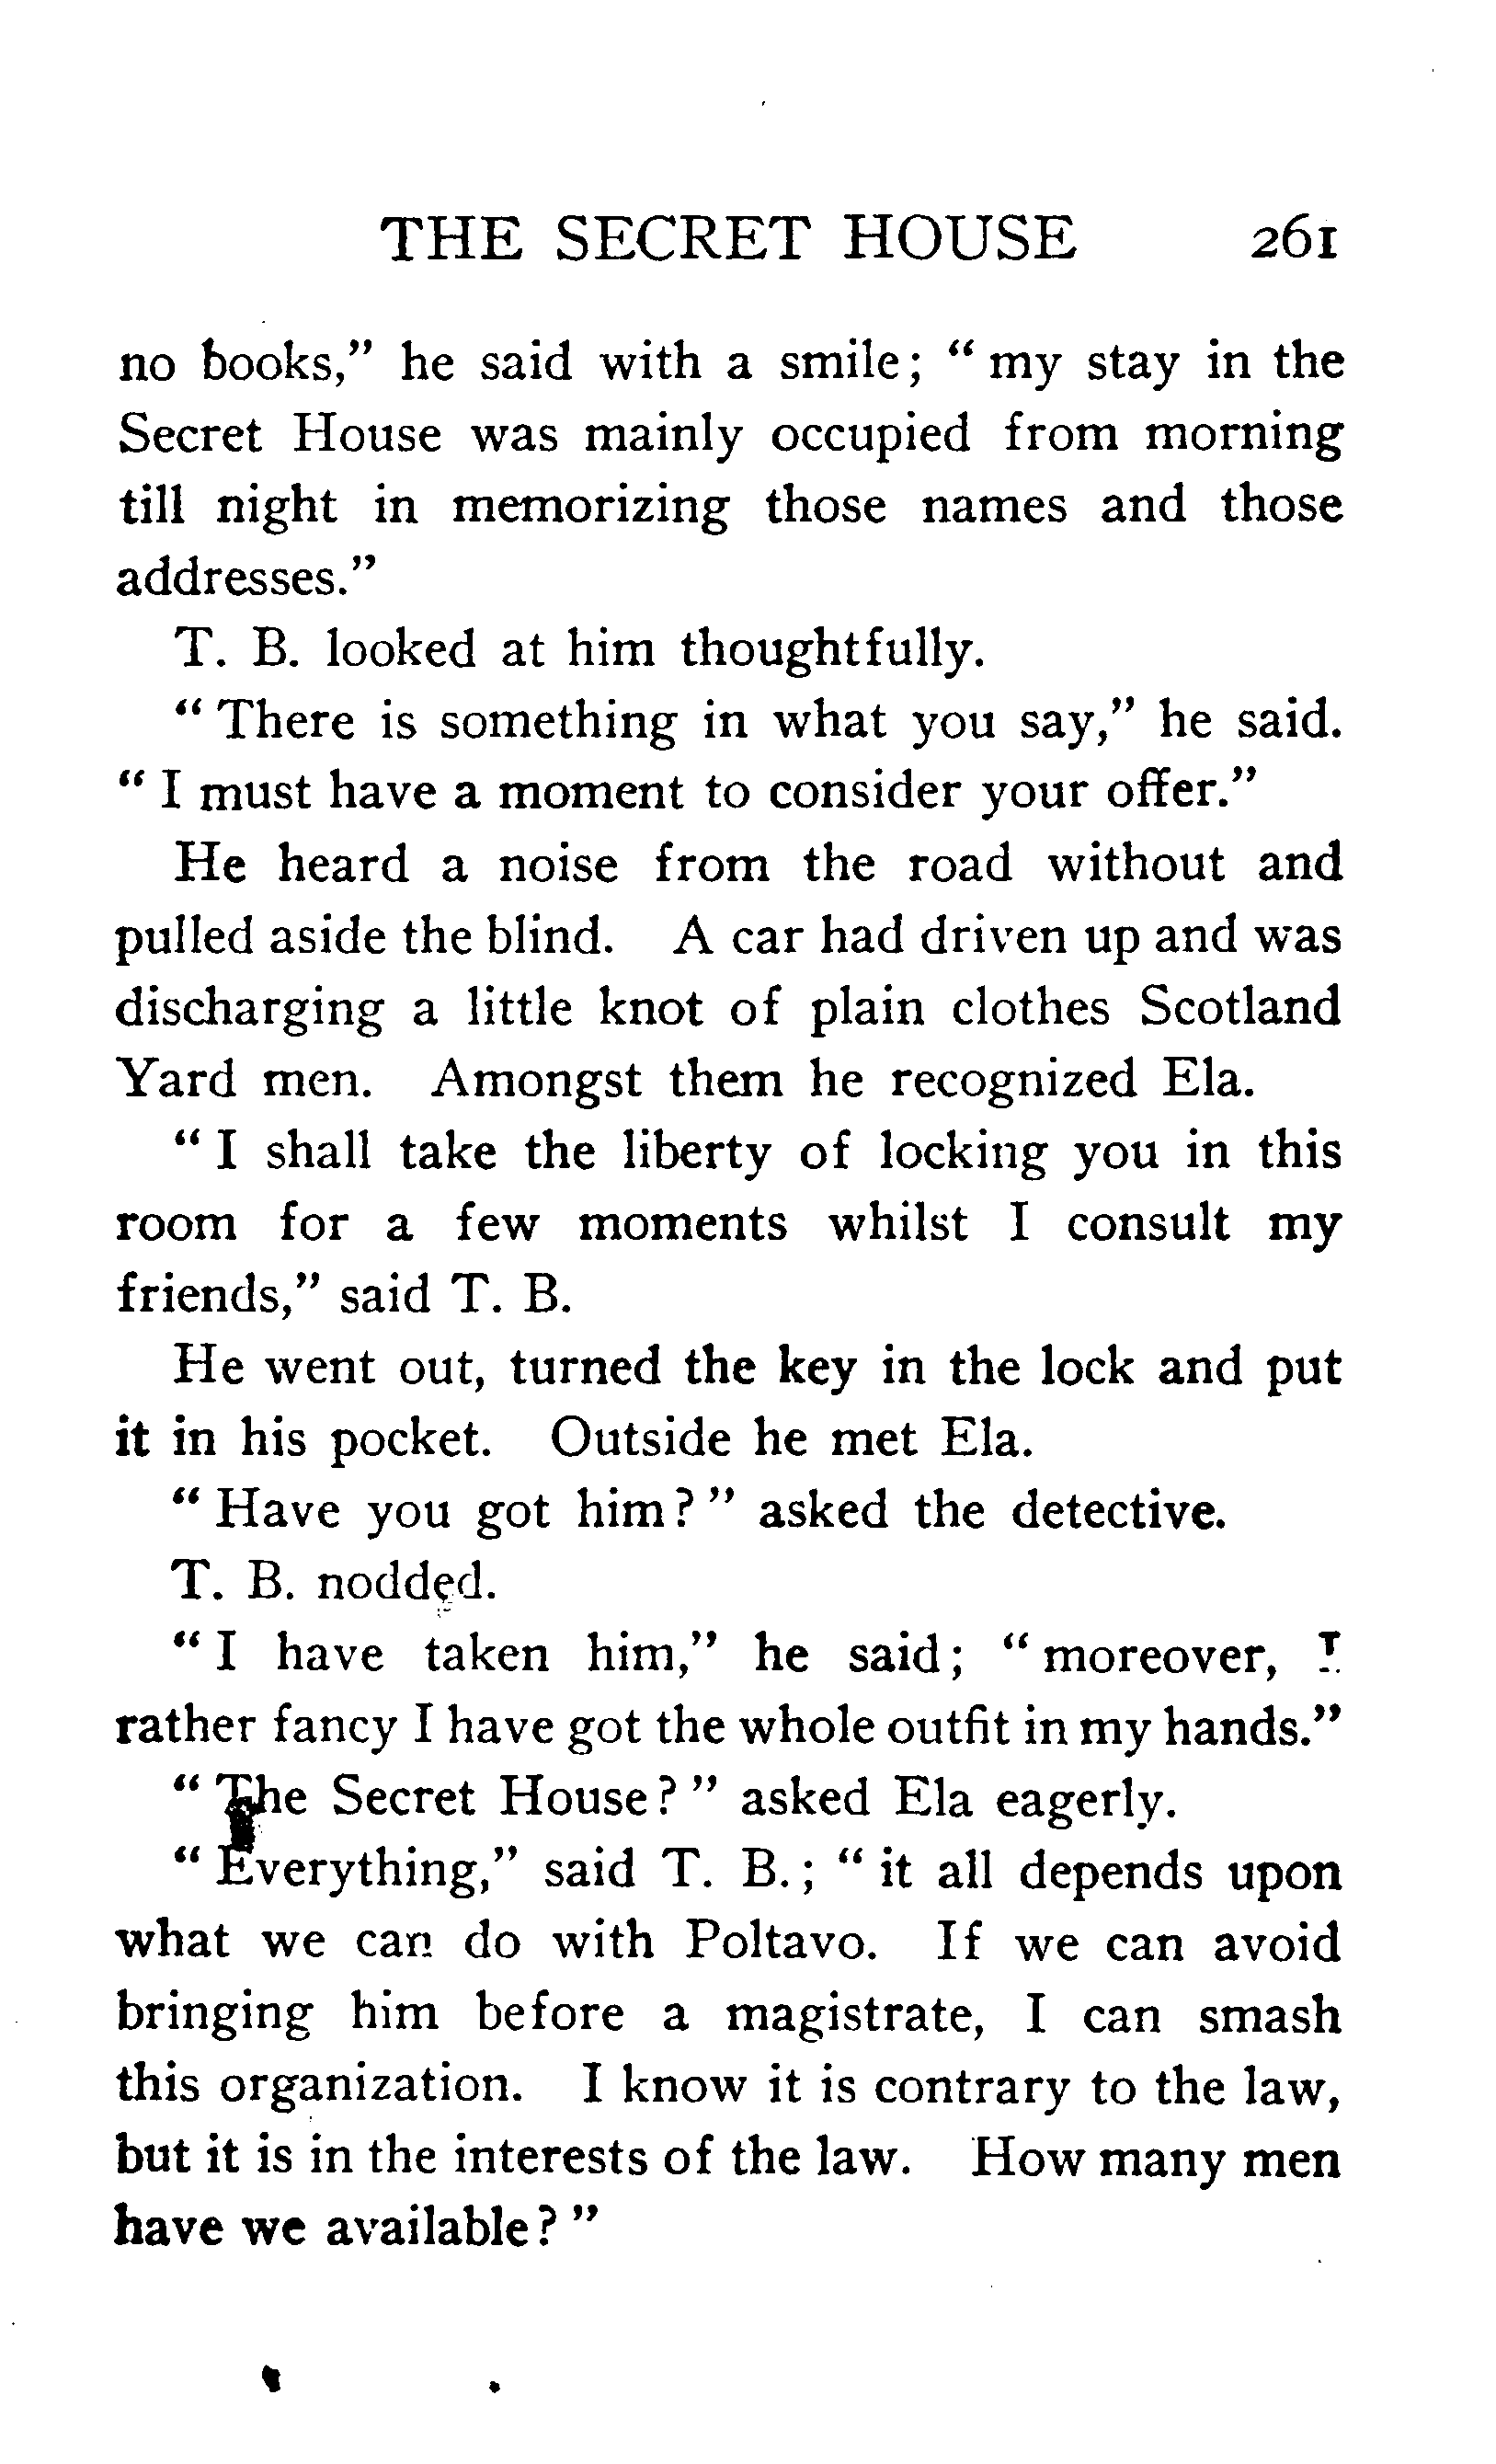 THE SECRET HOUSE 261
no books," he said with a smile; " my stay in the
Secret House was mainly occupied from morning
till night in memorizing those names and those
addresses."
T. B. looked at him thoughtfully.
" There is something in what you say," he said.
" I must have a moment to consider your offer."
He heard a noise from the road without and
pulled aside the blind. A car had driven up and was
discharging a little knot of plain clothes Scotland
Yard men. Amongst them he recognized Ela.
" I shall take the liberty of locking you in this
room for a few moments whilst I consult my
friends," said T. B.
He went out, turned the key in the lock and put
it in his pocket. Outside he met Ela.
" Have you got him? " asked the detective.
T. B. nodded.
" I have taken him," he said; " moreover, I
rather fancy I have got the whole outfit in my hands."
" The Secret House? " asked Ela eagerly.
" Everything," said T. B.; " it all depends upon
what we can do with Poltavo. If we can avoid
bringing him before a magistrate, I can smash
this organization. I know it is contrary to the law,
but it is in the interests of the law. How many men
have we available? "